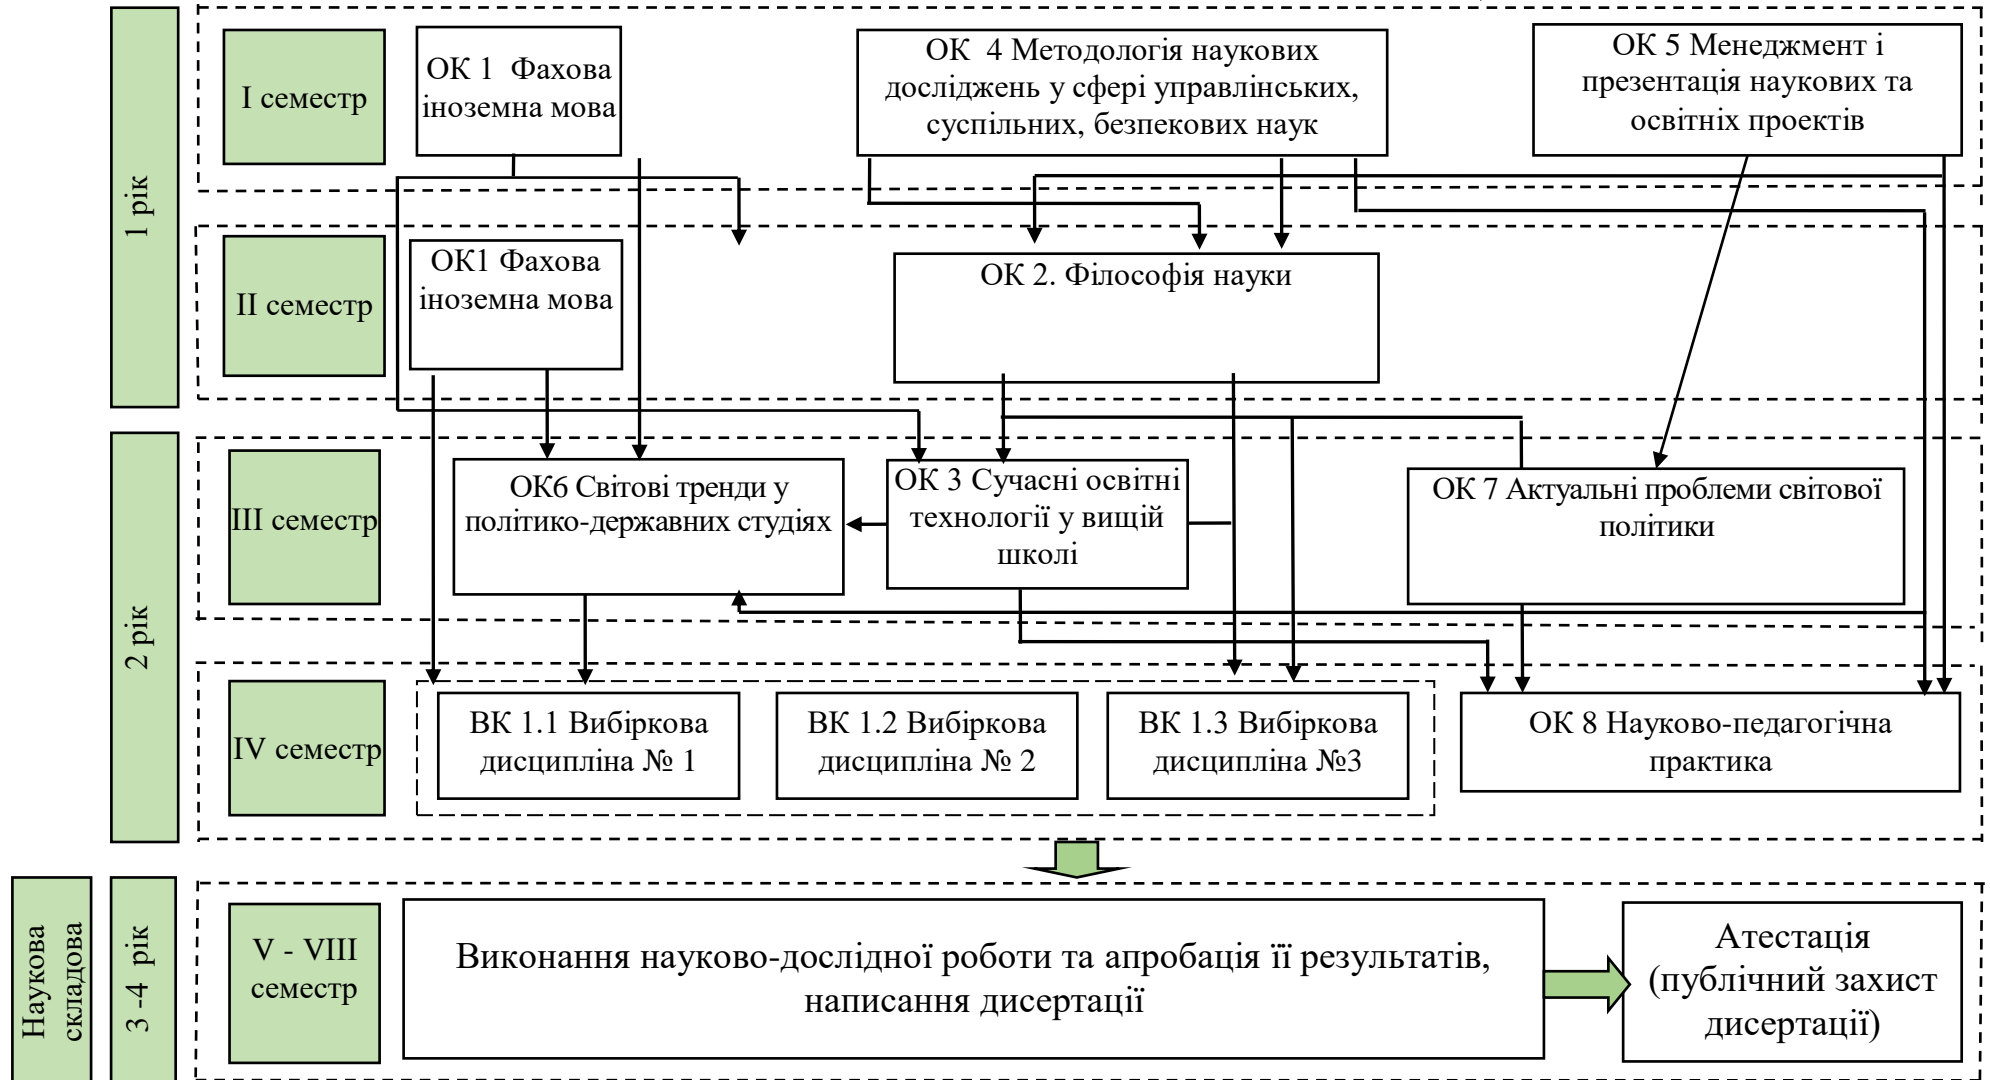 1 рік
І семестр
ОК 1 Фахова
іноземна мова
ОК 4 Методологія наукових
досліджень у сфері управлінських,
суспільних, безпекових наук
ОК 5 Менеджмент і
презентація наукових та
освітніх проектів
ІІ семестр
ОК1 Фахова
іноземна мова
ОК 2. Філософія науки
2 рік
ІІІ семестр
ОК6 Світові тренди у
політико-державних студіях
ОК 3 Сучасні освітні
технології у вищій
школі
ОК 7 Актуальні проблеми світової
політики
IV семестр
ВК 1.1 Вибіркова
дисципліна № 1
ВК 1.2 Вибіркова
дисципліна № 2
ВК 1.3 Вибіркова
дисципліна №3
ОК 8 Науково-педагогічна
практика
Наукова
складова
3 -4 рік
V - VIII
семестр
Виконання науково-дослідної роботи та апробація її результатів,
написання дисертації
Атестація
(публічний захист
дисертації)